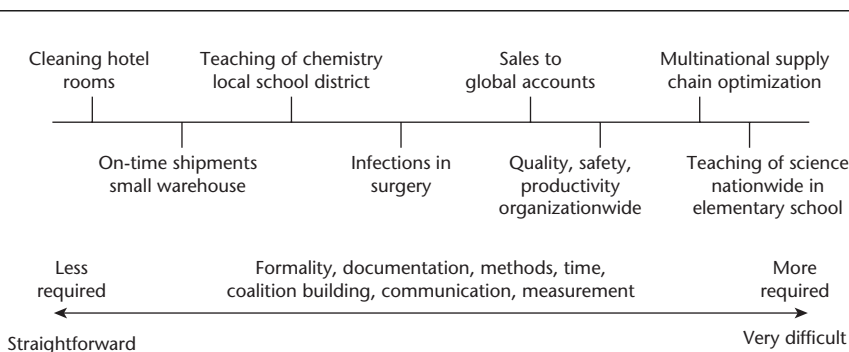 Cleaning hotel
rooms
Teaching of chemistry
local school district
Sales to
global accounts
Multinational supply
chain optimization
On-time shipments
small warehouse
Infections in
surgery
Quality, safety,
productivity
organizationwide
Teaching of science
nationwide in
elementary school
Less
required
Formality, documentation, methods, time,
coalition building, communication, measurement
More
required
Straightforward
Very difficult